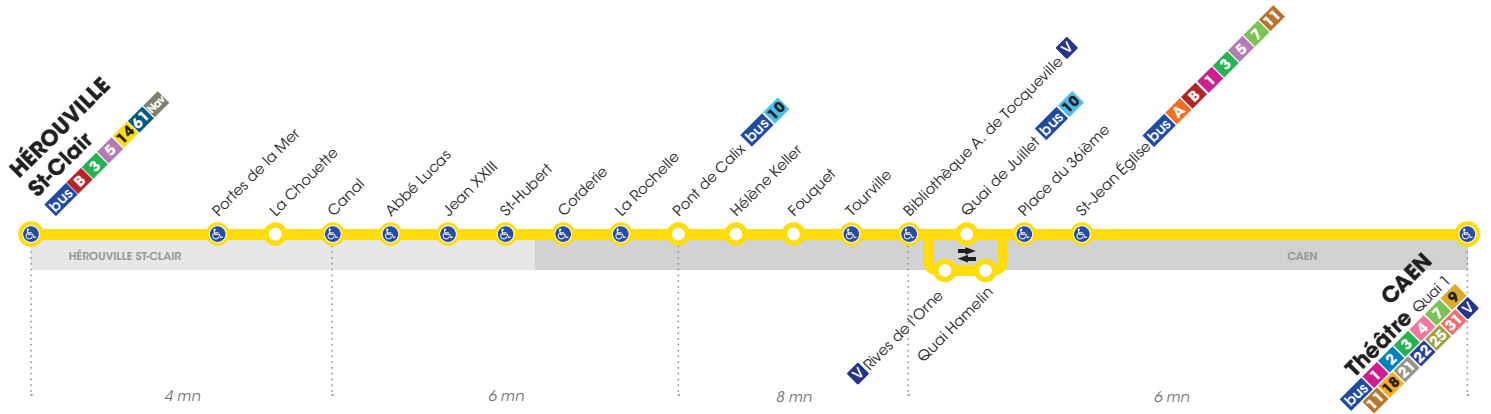 HÉROUVILLE
St-Clair
bus B 3 5 14 61 Nav
Portes de la Mer
La Chouette
Canal
Abbé Lucas
Jean XXIII
St-Hubert
Corderie
La Rochelle
Pont de Calix bus 10
Hélène Keller
Fouquet
Tourville
Bibliothèque A. de Tocqueville V
Quai de Juillet bus 10
Place du 36ième
St-Jean Église bus A B 1 3 5 7 11
HÉROUVILLE ST-CLAIR
CAEN
V Rives de l'Orne
Quai Hamelin
CAEN
Théâtre Quai 1
bus 1 2 3 4 7 9
11 18 21 22 25 31 V
4 mn
6 mn
8 mn
6 mn